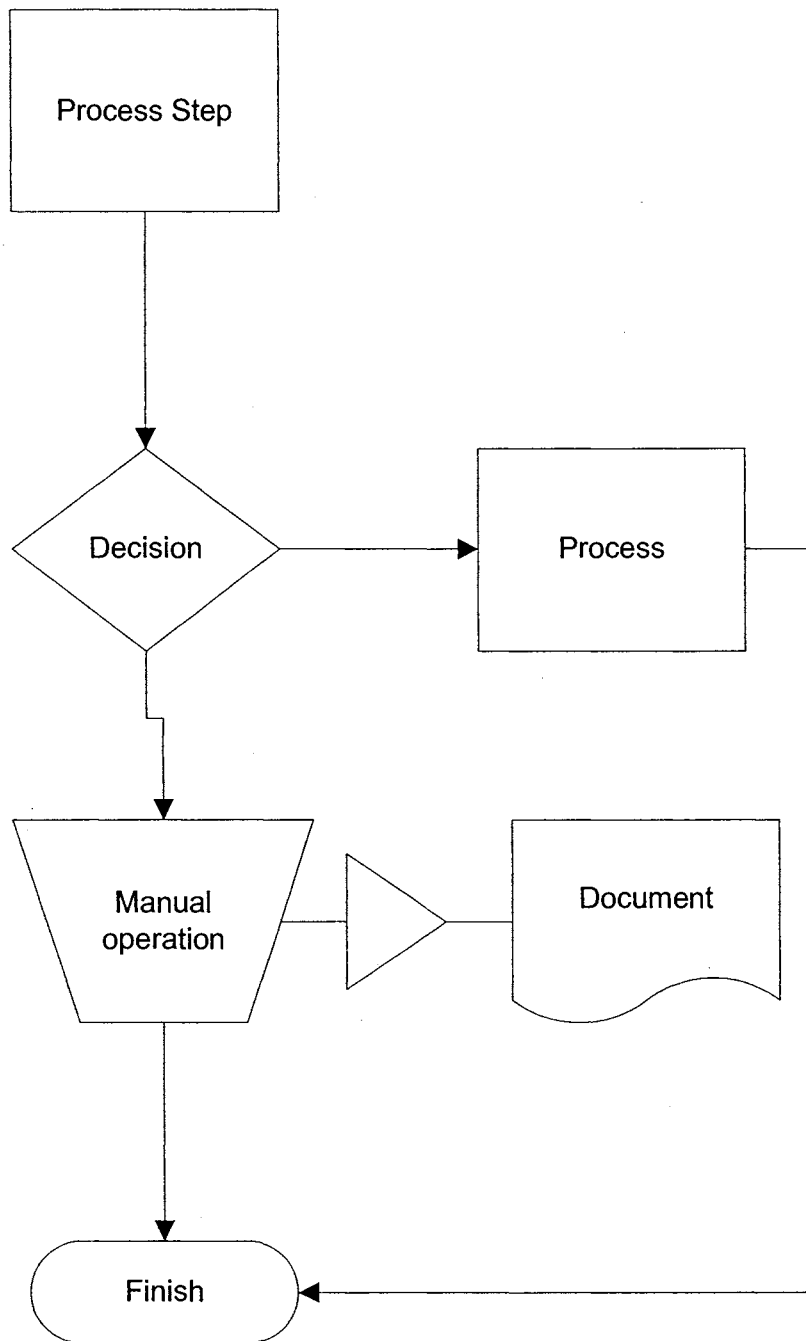 Process Step
Decision
Process
Manual
operation
Document
Finish